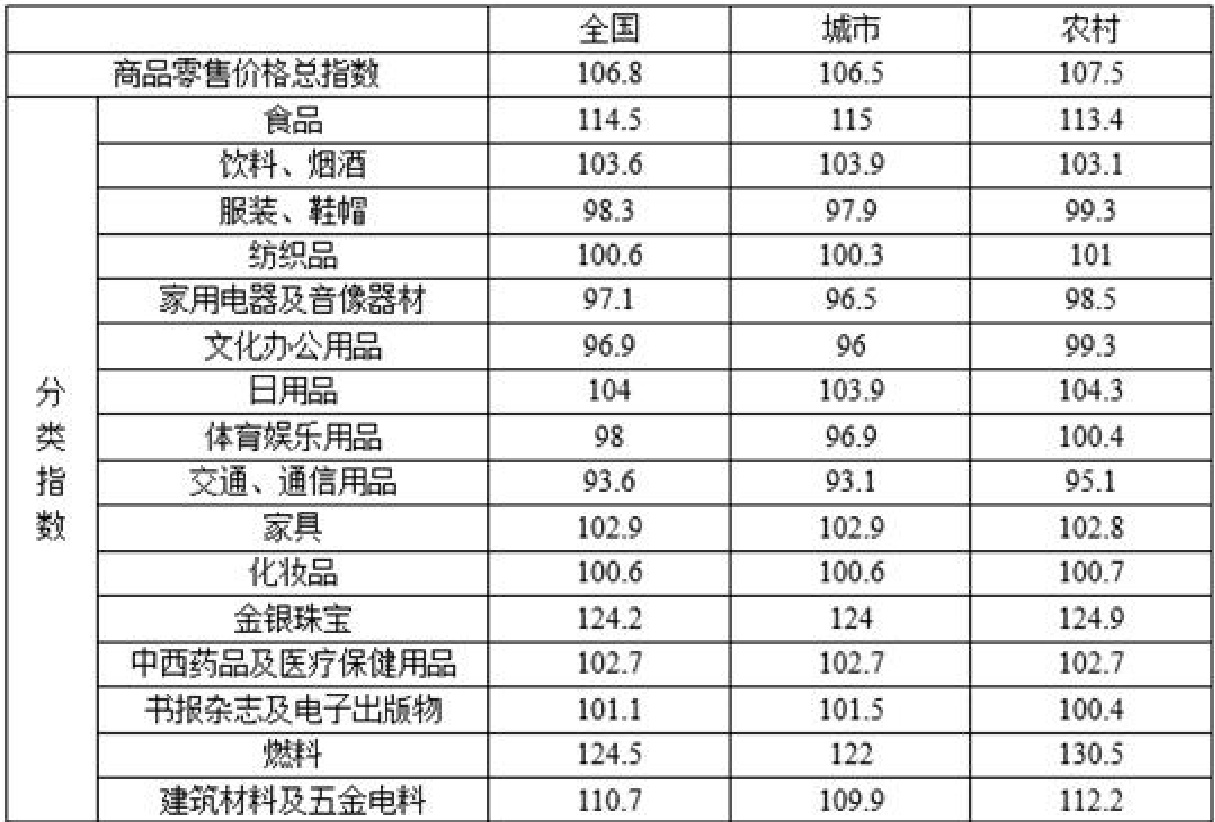 全国 城市 农村
商品零售价格总指数 106.8 106.5 107.5
分类指数
食品 114.5 115 113.4
饮料、烟酒 103.6 103.9 103.1
服装、鞋帽 98.3 97.9 99.3
纺织品 100.6 100.3 101
家用电器及音像器材 97.1 96.5 98.5
文化办公用品 96.9 96 99.3
日用品 104 103.9 104.3
体育娱乐用品 98 96.9 100.4
交通、通信用品 93.6 93.1 95.1
家具 102.9 102.9 102.8
化妆品 100.6 100.6 100.7
金银珠宝 124.2 124 124.9
中西药品及医疗保健用品 102.7 102.7 102.7
书报杂志及电子出版物 101.1 101.5 100.4
燃料 124.5 122 130.5
建筑材料及五金电料 110.7 109.9 112.2